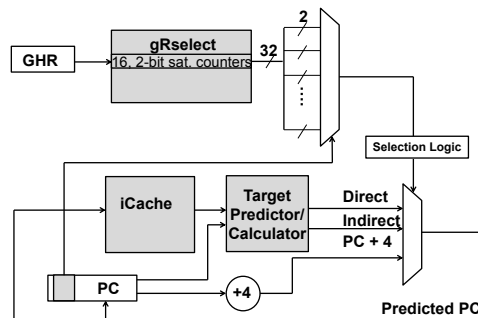 2
gRselect
32
GHR
16, 2-bit sat. counters
Selection Logic
iCache
Target
Predictor/
Calculator
Direct
Indirect
PC + 4
PC
+4
Predicted PC